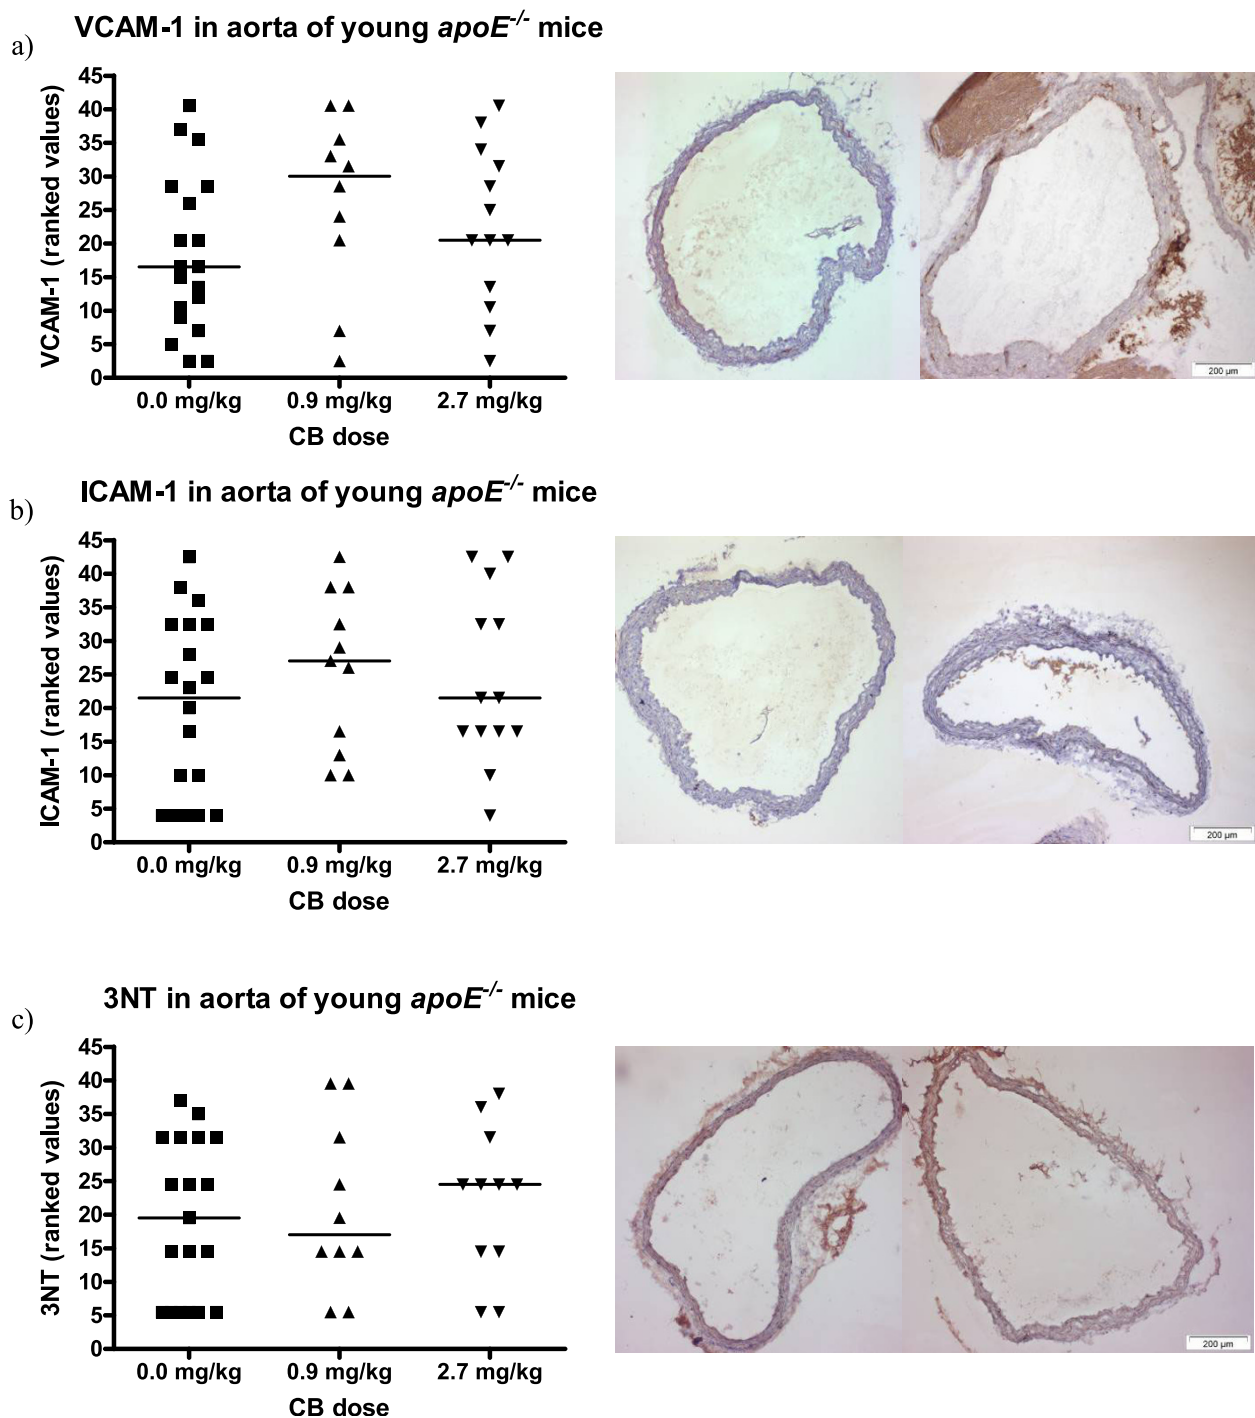 a)
VCAM-1 in aorta of young apoE-/- mice
VCAM-1 (ranked values)
45
40
35
30
25
20
15
10
5
0
0.0 mg/kg 0.9 mg/kg 2.7 mg/kg
CB dose
200 µm
b)
ICAM-1 in aorta of young apoE-/- mice
ICAM-1 (ranked values)
45
40
35
30
25
20
15
10
5
0
0.0 mg/kg 0.9 mg/kg 2.7 mg/kg
CB dose
200 µm
c)
3NT in aorta of young apoE-/- mice
3NT (ranked values)
45
40
35
30
25
20
15
10
5
0
0.0 mg/kg 0.9 mg/kg 2.7 mg/kg
CB dose
200 µm